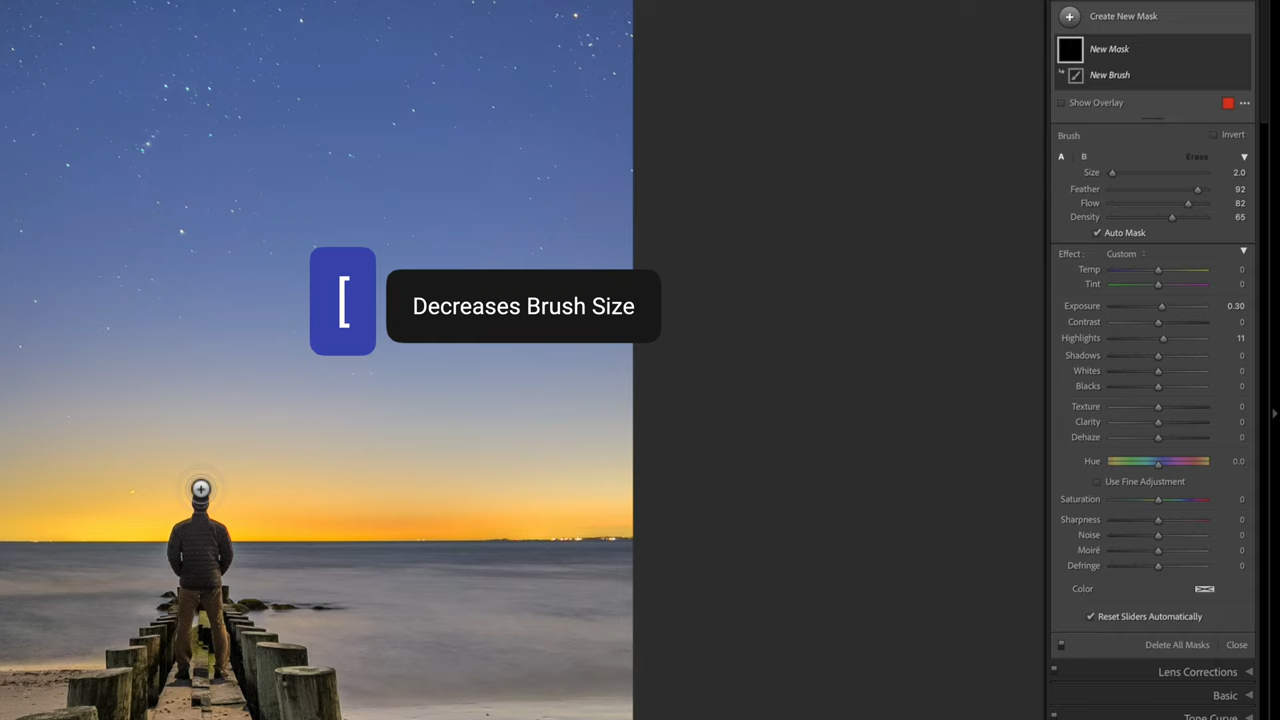 Create New Mask
New Mask
New Brush
Show Overlay
Brush
Invert
A B Erase
Size 2.0
Feather 92
Flow 82
Density 65
Auto Mask
Effect : Custom
Temp 0
Tint 0
Exposure 0.30
Contrast 0
Highlights 11
Shadows 0
Whites 0
Blacks 0
Texture 0
Clarity 0
Dehaze 0
Hue 0.0
Use Fine Adjustment
Saturation 0
Sharpness 0
Noise 0
Moiré 0
Defringe 0
Color
Reset Sliders Automatically
Delete All Masks Close
Lens Corrections
Basic
Tone Curve
[
Decreases Brush Size